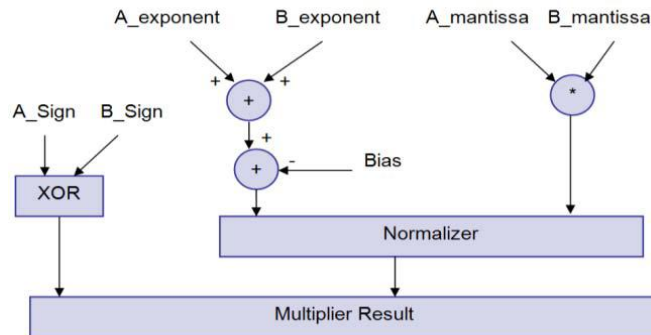 A_exponent B_exponent A_mantissa B_mantissa
+ +
+ *
A_Sign B_Sign +
+ - Bias
XOR
Normalizer
Multiplier Result